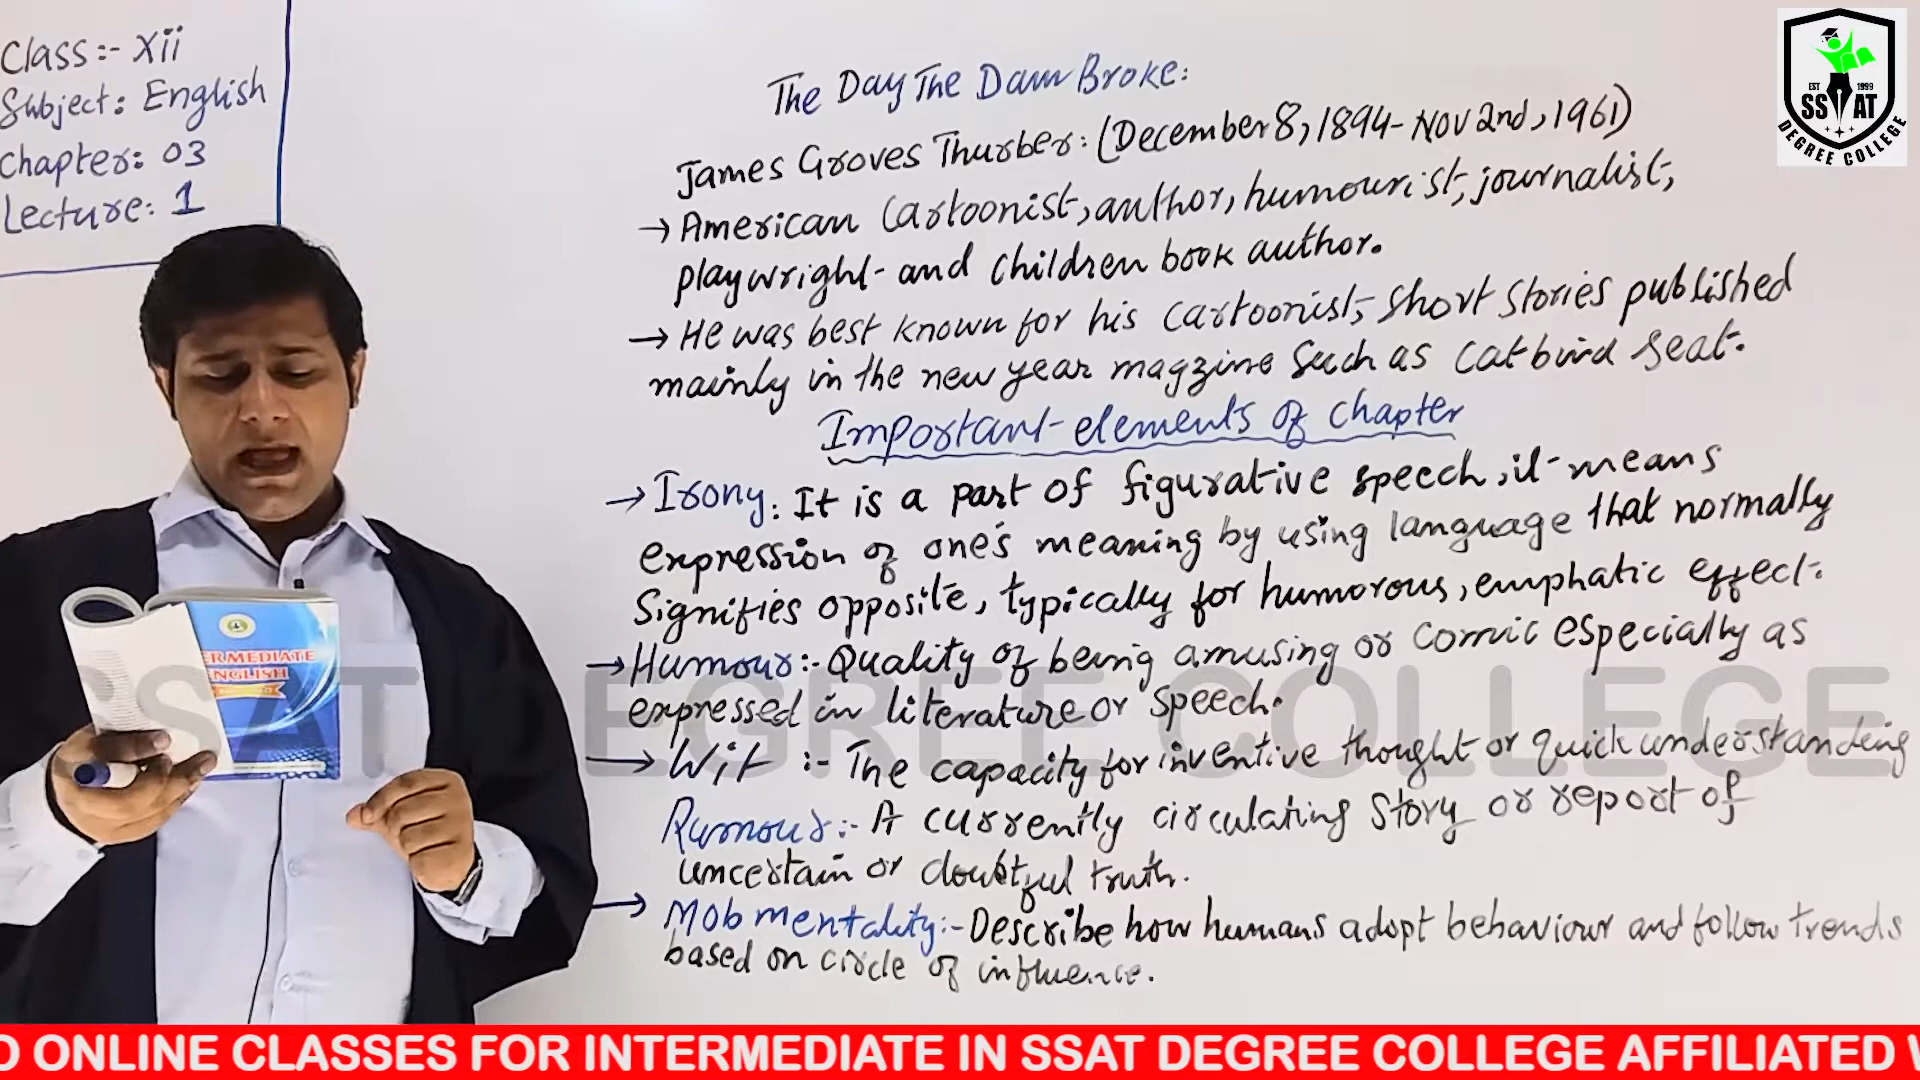 Class :- Xii
Subject: English
Chapter: 03
Lecture: 1
The Day The Dam Broke:
James Groves Thurber: (December 8, 1894 - Nov 2nd, 1961)
→ American Cartoonist, author, humourist, journalist,
playwright and children book author.
→ He was best known for his cartoonist, short stories published
mainly in the new year magzine such as Catbird Seat.
Important elements of chapter
→ Irony: It is a part of figurative speech, it means
expression of one's meaning by using language that normally
Signifies opposite, typically for humorous, emphatic effect.
→ Humour:- Quality of being amusing or comic especially as
expressed in literature or speech.
→ Wit :- The capacity for inventive thought or quick understanding
Rumour:- A currently circulating story or report of
uncertain or doubtful truth.
→ Mob mentality:- Describe how humans adopt behaviour and follow trends
based on circle of influence.
EST 1999
SSAT
DEGREE COLLEGE
ERMEDIATE
NGLISH
SSAT DEGREE COLLEGE
O ONLINE CLASSES FOR INTERMEDIATE IN SSAT DEGREE COLLEGE AFFILIATED W